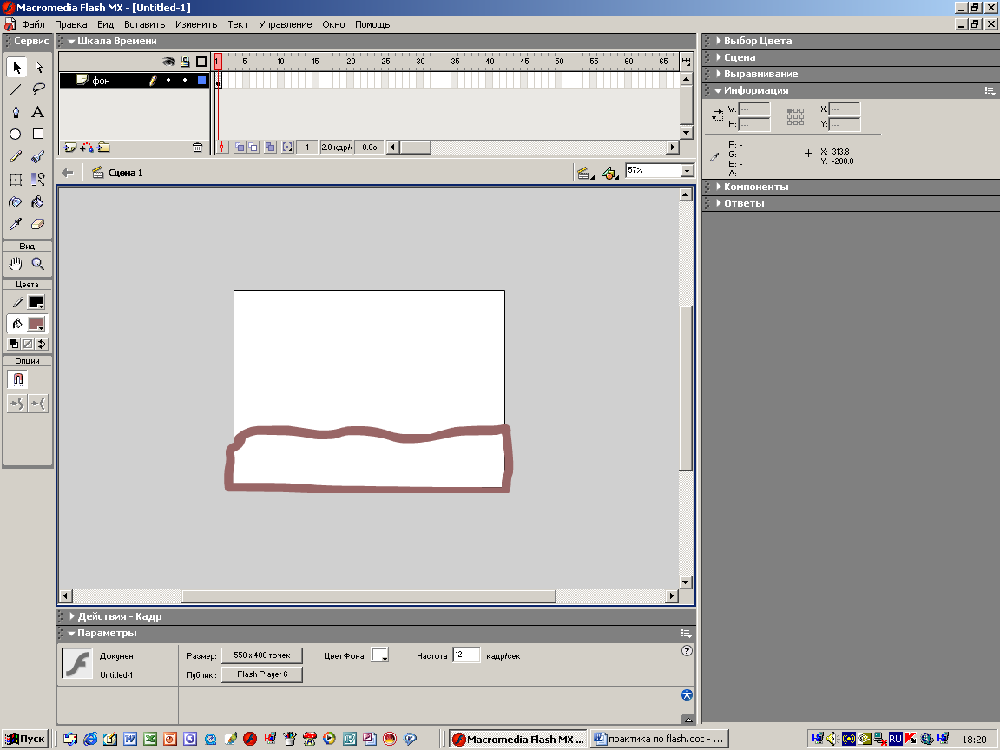 Macromedia Flash MX - [Untitled-1]
Файл Правка Вид Вставить Изменить Тект Управление Окно Помощь
Сервис
Шкала Времени
1 5 10 15 20 25 30 35 40 45 50 55 60 65
фон
1 2.0 кдр/ 0.0с
Сцена 1
57%
Вид
Цвета
Опции
Выбор Цвета
Сцена
Выравнивание
Информация
W: ---
H: ---
X: ---
Y: ---
R: -
G: -
B: -
A: -
X: 313.8
Y: -208.0
Компоненты
Ответы
Действия - Кадр
Параметры
Документ
Untitled-1
Размер: 550 x 400 точек
Цвет Фона:
Частота 12 кадр/сек
Публик.: Flash Player 6
Пуск
Macromedia Flash MX ...
практика по flash.doc - ...
RU
18:20